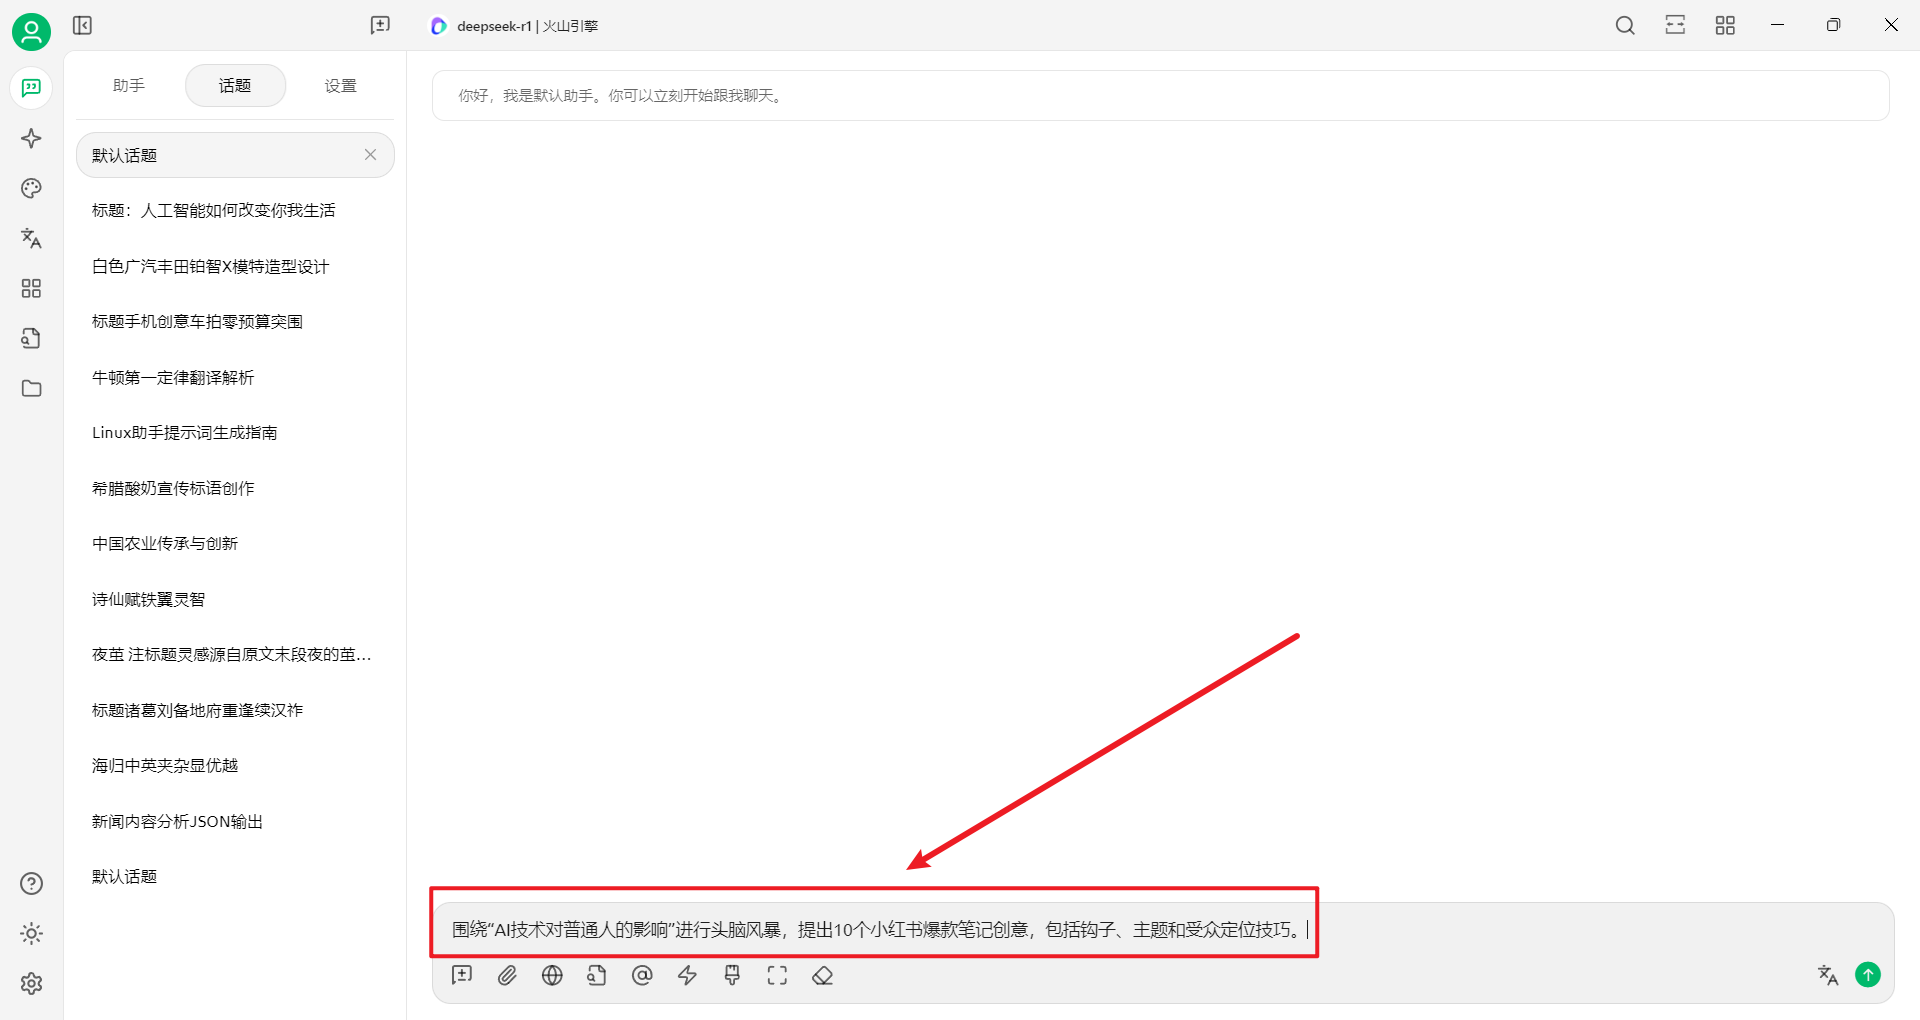 deepseek-r1 | 火山引擎
助手
话题
设置
你好，我是默认助手。你可以立刻开始跟我聊天。
默认话题
标题：人工智能如何改变你我生活
白色广汽丰田铂智X模特造型设计
标题手机创意车拍零预算突围
牛顿第一定律翻译解析
Linux助手提示词生成指南
希腊酸奶宣传标语创作
中国农业传承与创新
诗仙赋铁翼灵智
夜茧 注标题灵感源自原文末段夜的茧...
标题诸葛刘备地府重逢续汉祚
海归中英夹杂显优越
新闻内容分析JSON输出
默认话题
围绕“AI技术对普通人的影响”进行头脑风暴，提出10个小红书爆款笔记创意，包括钩子、主题和受众定位技巧。